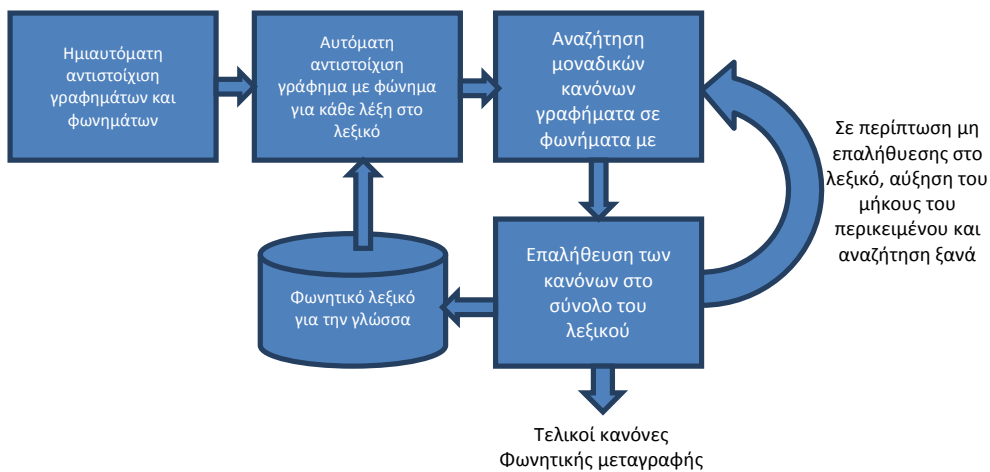 Ημιαυτόματη
αντιστοίχιση
γραφημάτων και
φωνημάτων
Αυτόματη
αντιστοίχιση
γράφημα με φώνημα
για κάθε λέξη στο
λεξικό
Αναζήτηση
μοναδικών
κανόνων
γραφήματα σε
φωνήματα με
Σε περίπτωση μη
επαλήθυεσης στο
λεξικό, αύξηση του
μήκους του
περικειμένου και
αναζήτηση ξανά
Φωνητικό λεξικό
για την γλώσσα
Επαλήθευση των
κανόνων στο
σύνολο του
λεξικού
Τελικοί κανόνες
Φωνητικής μεταγραφής